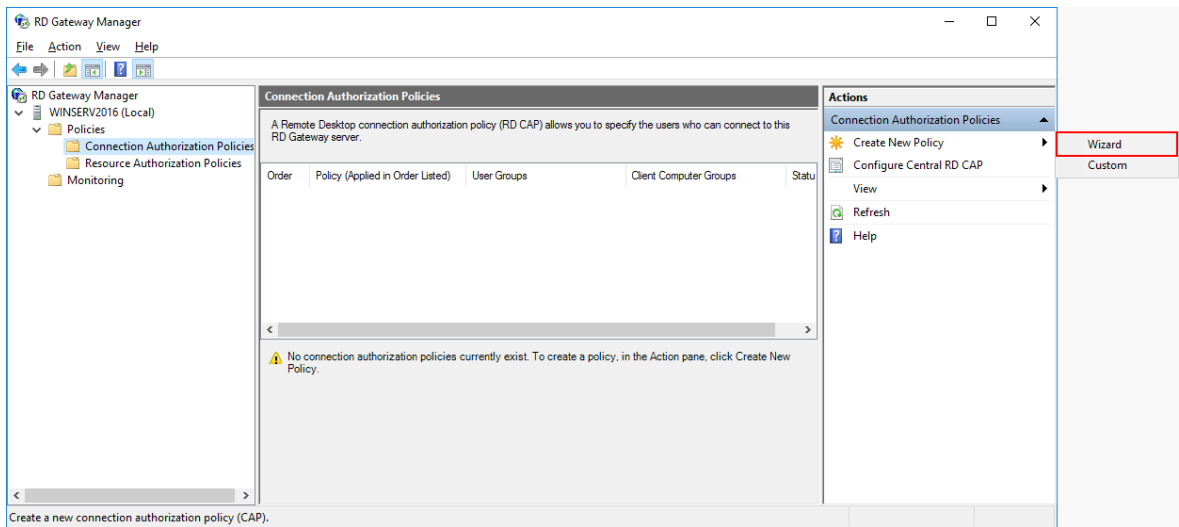 RD Gateway Manager
File Action View Help
RD Gateway Manager
WINSERV2016 (Local)
Policies
Connection Authorization Policies
Resource Authorization Policies
Monitoring
Connection Authorization Policies
A Remote Desktop connection authorization policy (RD CAP) allows you to specify the users who can connect to this
RD Gateway server.
Order Policy (Applied in Order Listed) User Groups Client Computer Groups Statu
No connection authorization policies currently exist. To create a policy, in the Action pane, click Create New
Policy.
Actions
Connection Authorization Policies
Create New Policy
Configure Central RD CAP
View
Refresh
Help
Wizard
Custom
Create a new connection authorization policy (CAP).